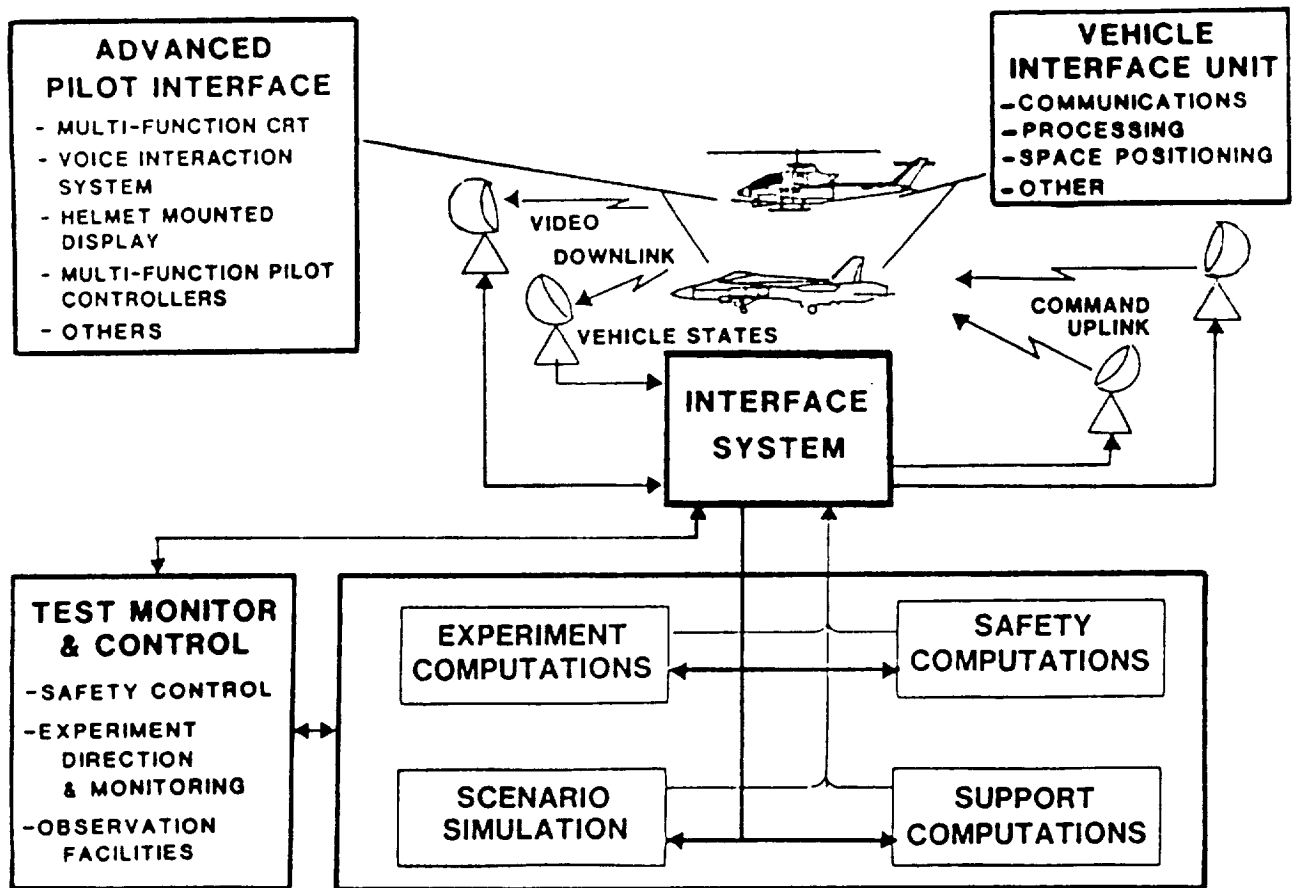 ADVANCED
PILOT INTERFACE
- MULTI-FUNCTION CRT
- VOICE INTERACTION
SYSTEM
- HELMET MOUNTED
DISPLAY
- MULTI-FUNCTION PILOT
CONTROLLERS
- OTHERS
VEHICLE
INTERFACE UNIT
-COMMUNICATIONS
-PROCESSING
-SPACE POSITIONING
-OTHER
VIDEO
DOWNLINK
VEHICLE STATES
COMMAND
UPLINK
INTERFACE
SYSTEM
TEST MONITOR
& CONTROL
-SAFETY CONTROL
-EXPERIMENT
DIRECTION
& MONITORING
-OBSERVATION
FACILITIES
EXPERIMENT
COMPUTATIONS
SAFETY
COMPUTATIONS
SCENARIO
SIMULATION
SUPPORT
COMPUTATIONS